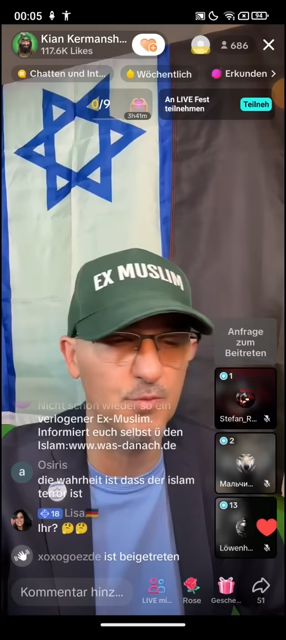 00:05
94
Kian Kermansh...
117.6K Likes
686
Chatten und Int...
Wöchentlich
Erkunden
0/9
3h41m
An LIVE Fest
teilnehmen
Teilneh
EX MUSLIM
Anfrage
zum
Beitreten
1
Stefan_R...
2
Мальчи...
13
Löwenh...
Nicht schon wieder so ein
verlogener Ex-Muslim.
Informiert euch selbst ü den
Islam:www.was-danach.de
a
Osiris
die wahrheit ist dass der islam
terror ist
18 Lisa🇩🇪
Ihr? 🤔🤔
xoxogoezde ist beigetreten
Kommentar hinz...
LIVE mi...
Rose
Gesche...
51